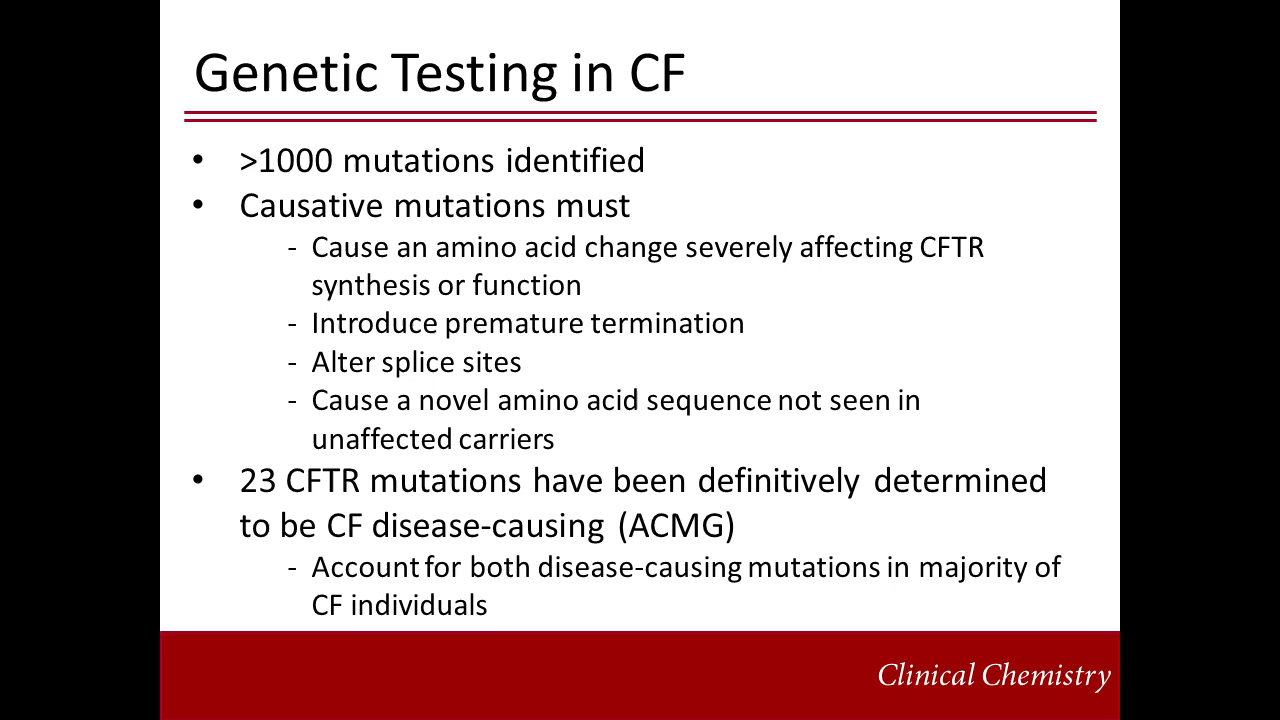 Genetic Testing in CF
• >1000 mutations identified
• Causative mutations must
- Cause an amino acid change severely affecting CFTR
synthesis or function
- Introduce premature termination
- Alter splice sites
- Cause a novel amino acid sequence not seen in
unaffected carriers
• 23 CFTR mutations have been definitively determined
to be CF disease-causing (ACMG)
- Account for both disease-causing mutations in majority of
CF individuals
Clinical Chemistry